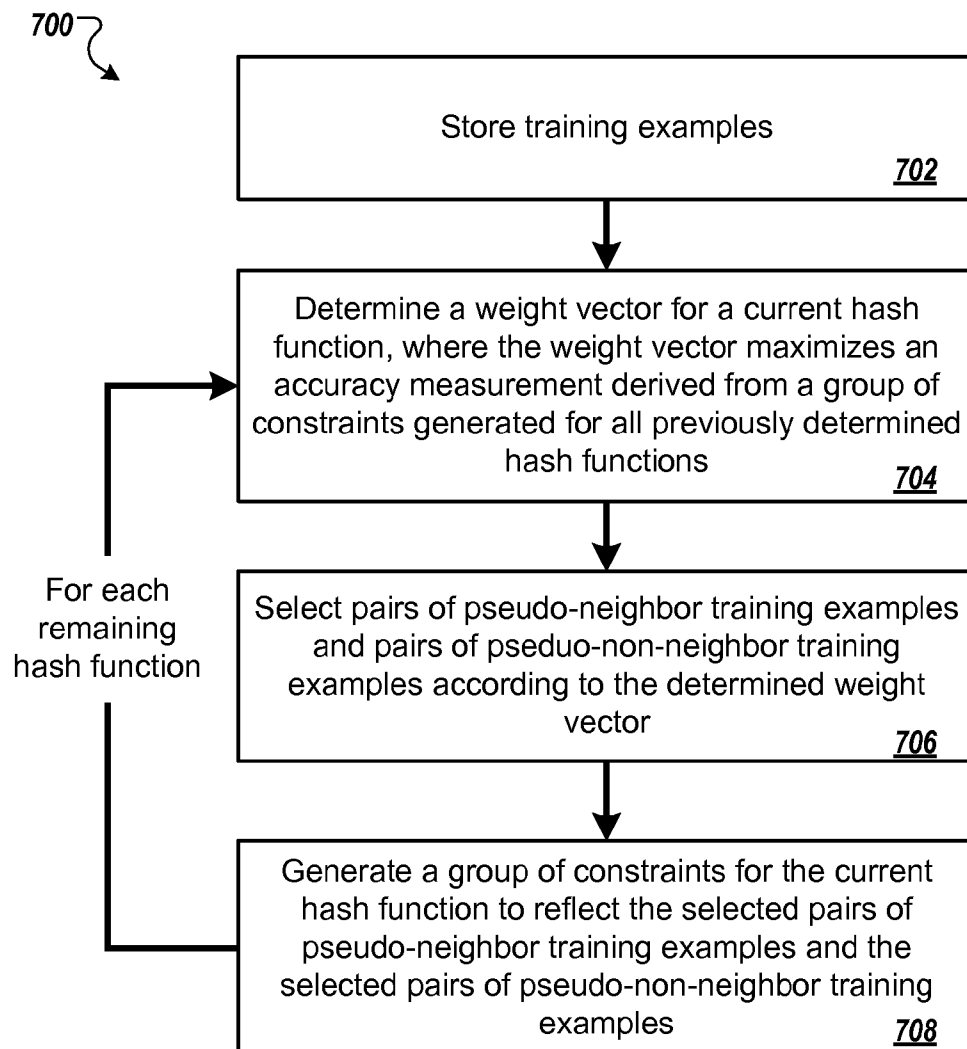 700
Store training examples
702
Determine a weight vector for a current hash
function, where the weight vector maximizes an
accuracy measurement derived from a group of
constraints generated for all previously determined
hash functions
704
For each
remaining
hash function
Select pairs of pseudo-neighbor training examples
and pairs of pseduo-non-neighbor training
examples according to the determined weight
vector
706
Generate a group of constraints for the current
hash function to reflect the selected pairs of
pseudo-neighbor training examples and the
selected pairs of pseudo-non-neighbor training
examples
708